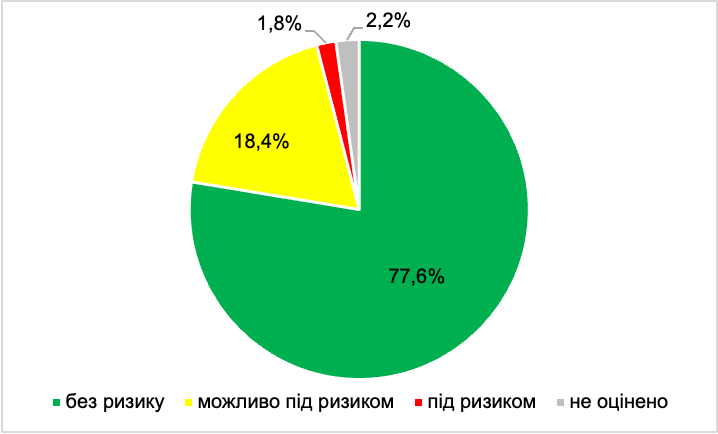 1,8%
2,2%
18,4%
77,6%
без ризику можливо під ризиком під ризиком не оцінено